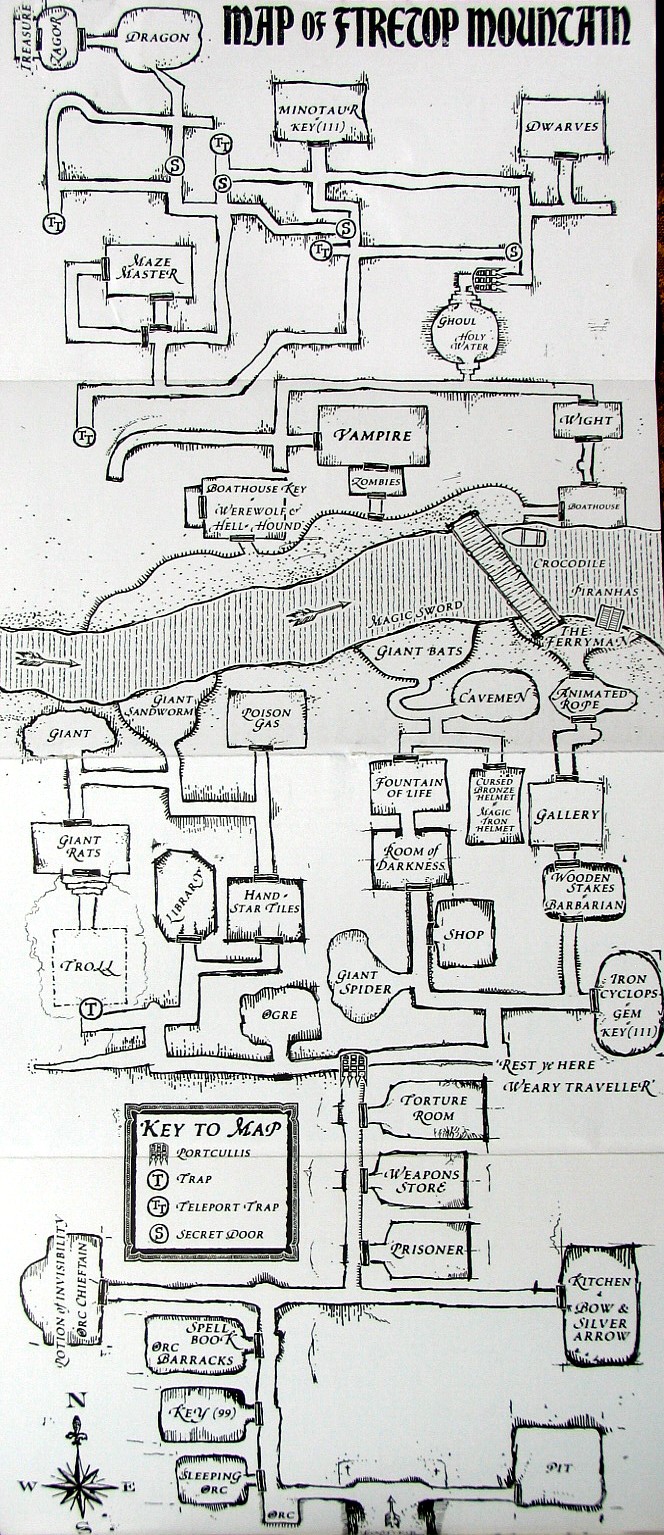 MAP OF FIRETOP MOUNTAIN
TREASURE
ZAGOR
DRAGON
MINOTAUR
KEY (111)
DWARVES
TT
S
S
TT
S
TT
S
MAZE
MASTER
GHOUL
HOLY
WATER
TT
VAMPIRE
WIGHT
ZOMBIES
BOATHOUSE KEY
WEREWOLF &
HELL-HOUND
BOATHOUSE
CROCODILE
PIRANHAS
MAGIC SWORD
THE
FERRYMAN
GIANT BATS
GIANT
SANDWORM
POISON
GAS
CAVEMEN
ANIMATED
ROPE
GIANT
FOUNTAIN
OF LIFE
CURSED
BRONZE
HELMET
&
MAGIC
IRON
HELMET
GALLERY
GIANT
RATS
ROOM OF
DARKNESS
WOODEN
STAKES
&
BARBARIAN
LIBRARY
HAND-
STAR TILES
SHOP
TROLL
T
GIANT
SPIDER
IRON
CYCLOPS
&
GEM
&
KEY (111)
OGRE
'REST YE HERE
WEARY TRAVELLER'
TORTURE
ROOM
KEY TO MAP
PORTCULLIS
T TRAP
TT TELEPORT TRAP
S SECRET DOOR
WEAPONS
STORE
PRISONER
POTION OF INVISIBILITY
ORC CHIEFTAIN
KITCHEN
&
BOW &
SILVER
ARROW
SPELL
BOOK
ORC
BARRACKS
KEY (99)
SLEEPING
ORC
ORC
PIT
N
W
E
S